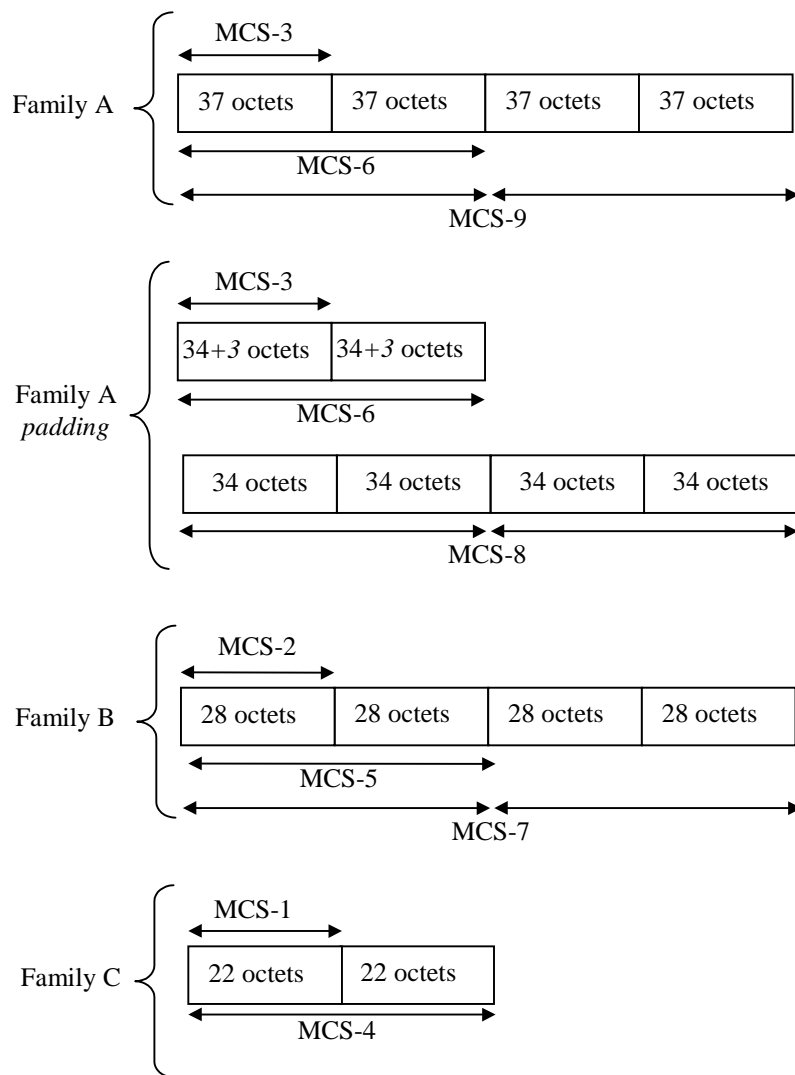 MCS-3
Family A
37 octets 37 octets 37 octets 37 octets
MCS-6
MCS-9
MCS-3
34+3 octets 34+3 octets
Family A
padding
MCS-6
34 octets 34 octets 34 octets 34 octets
MCS-8
MCS-2
Family B
28 octets 28 octets 28 octets 28 octets
MCS-5
MCS-7
MCS-1
Family C
22 octets 22 octets
MCS-4